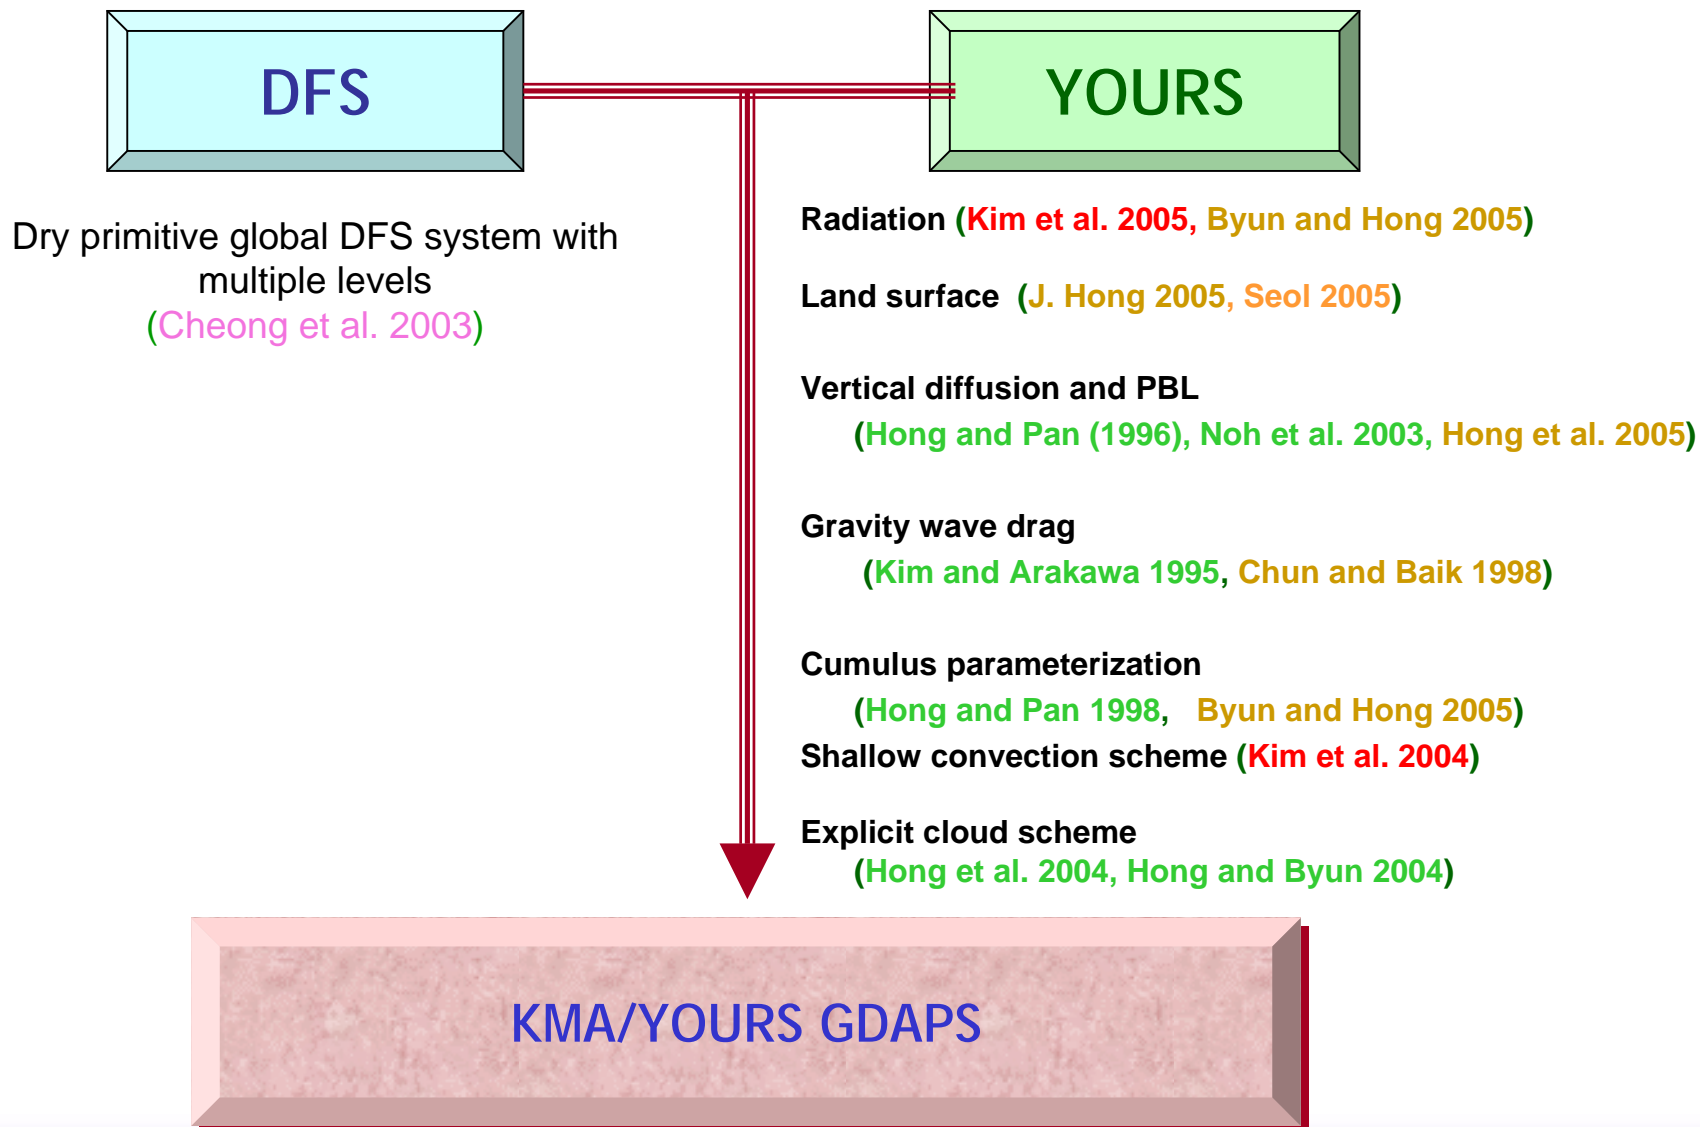 DFS
YOURS
Dry primitive global DFS system with
multiple levels
(Cheong et al. 2003)
Radiation (Kim et al. 2005, Byun and Hong 2005)
Land surface (J. Hong 2005, Seol 2005)
Vertical diffusion and PBL
(Hong and Pan (1996), Noh et al. 2003, Hong et al. 2005)
Gravity wave drag
(Kim and Arakawa 1995, Chun and Baik 1998)
Cumulus parameterization
(Hong and Pan 1998, Byun and Hong 2005)
Shallow convection scheme (Kim et al. 2004)
Explicit cloud scheme
(Hong et al. 2004, Hong and Byun 2004)
KMA/YOURS GDAPS